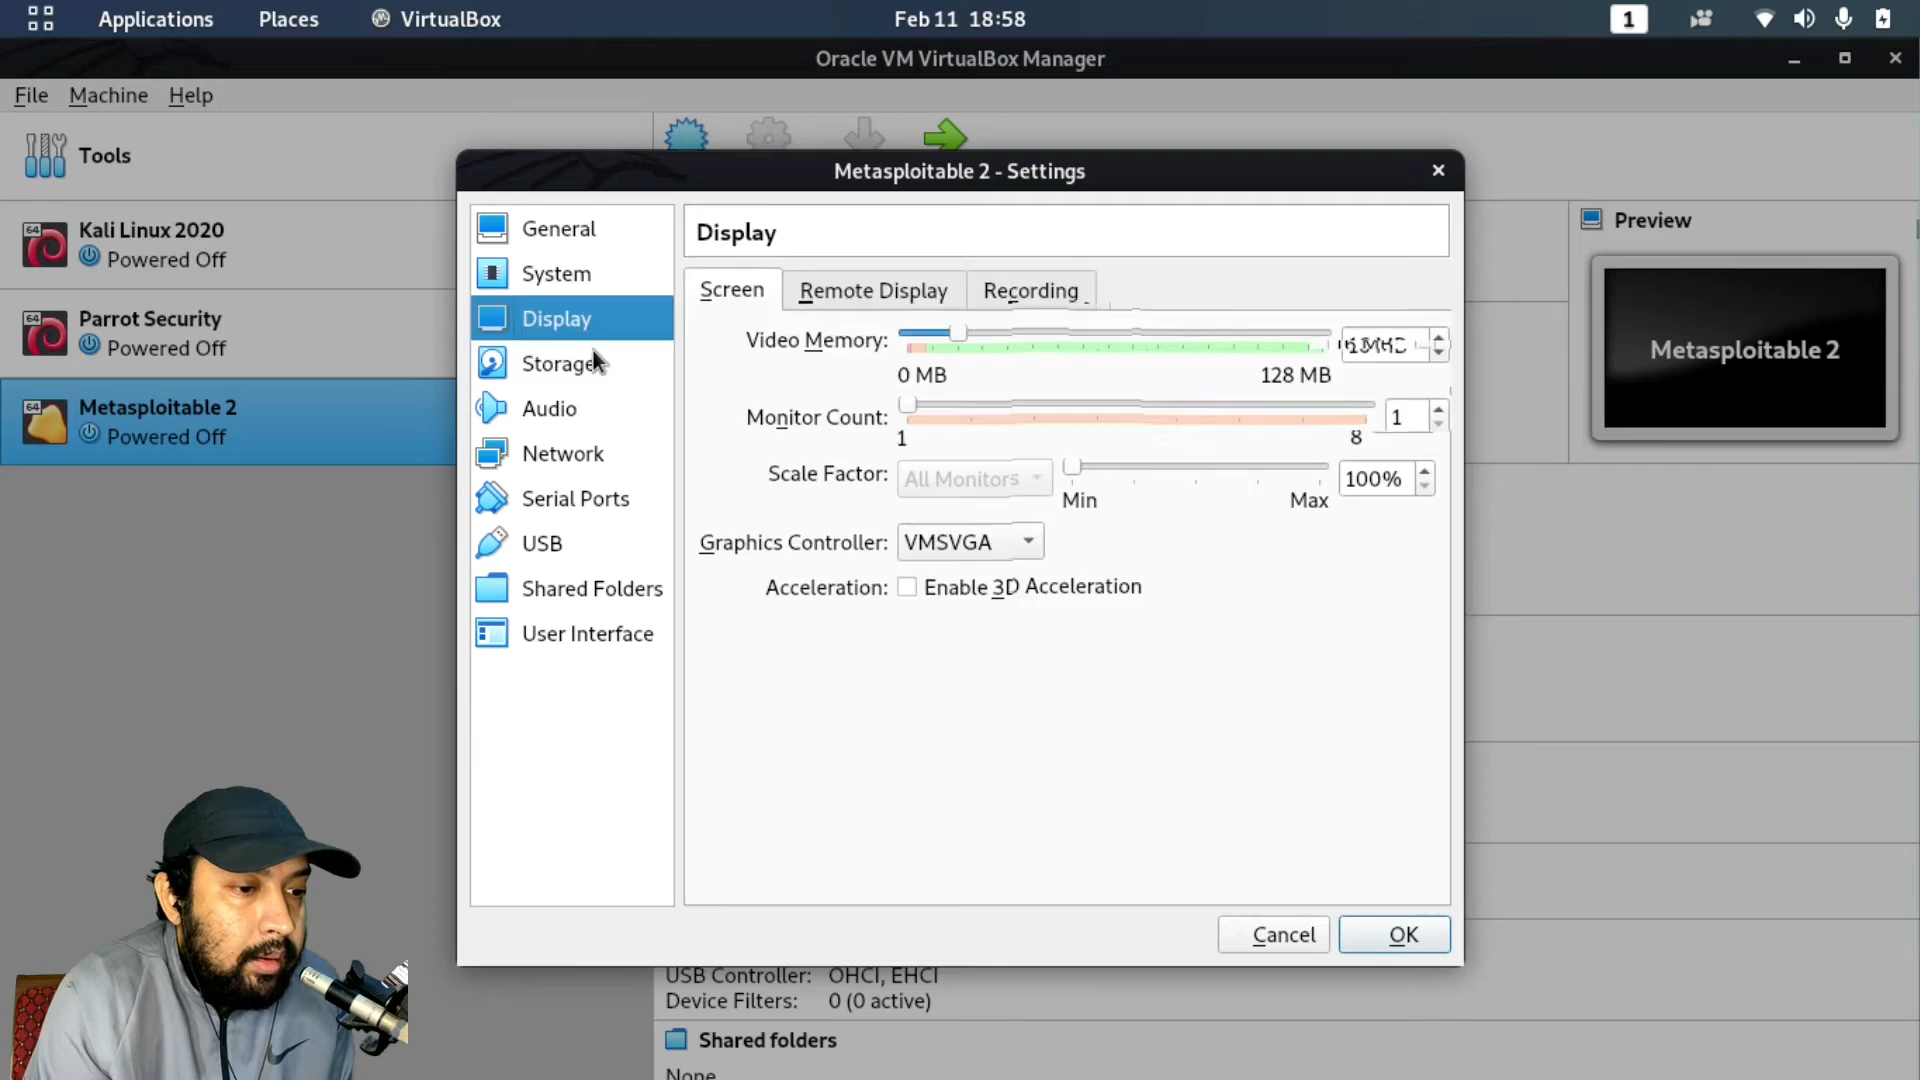 Applications Places VirtualBox Feb 11 18:58 1
Oracle VM VirtualBox Manager
File Machine Help
Tools
64 Kali Linux 2020
Powered Off
64 Parrot Security
Powered Off
64 Metasploitable 2
Powered Off
Metasploitable 2 - Settings
General
System
Display
Storage
Audio
Network
Serial Ports
USB
Shared Folders
User Interface
Display
Screen Remote Display Recording
Video Memory:
0 MB 128 MB
Monitor Count: 1
1 8
Scale Factor: All Monitors 100%
Min Max
Graphics Controller: VMSVGA
Acceleration: Enable 3D Acceleration
Cancel OK
Preview
Metasploitable 2
USB Controller: OHCI, EHCI
Device Filters: 0 (0 active)
Shared folders
None